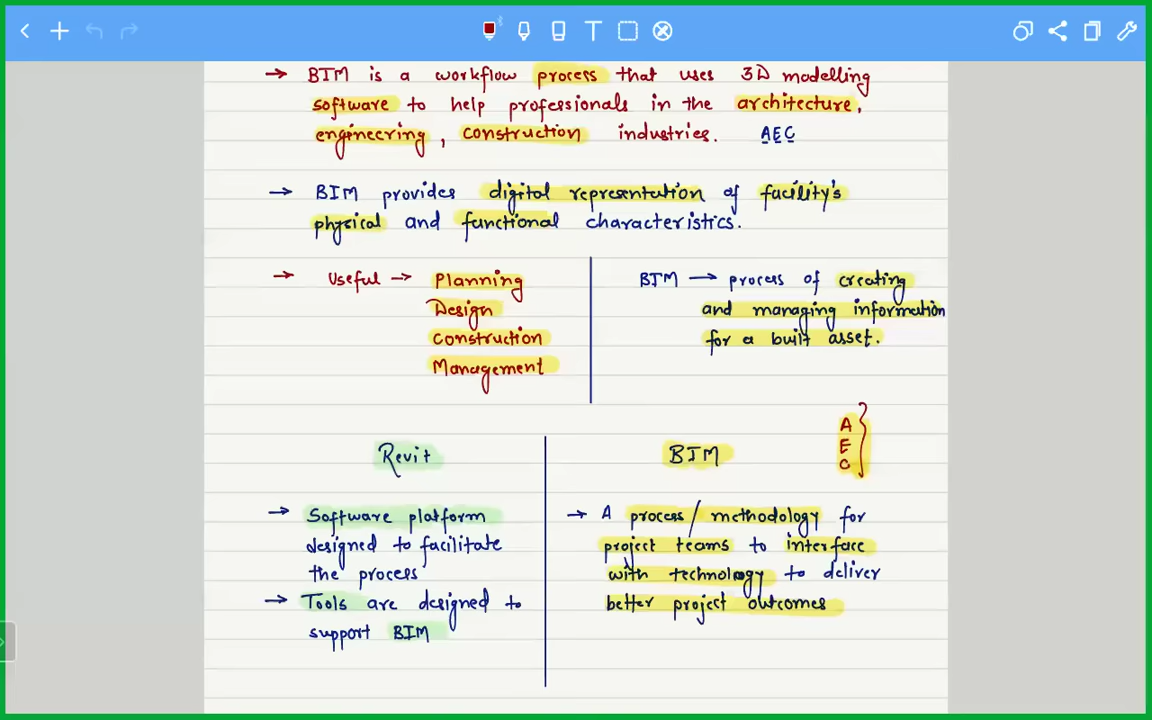 → BIM is a workflow process that uses 3D modelling
software to help professionals in the architecture,
engineering, construction industries. AEC
→ BIM provides digital representation of facility's
physical and functional characteristics.
→ Useful → Planning
Design
Construction
Management
BIM → process of creating
and managing information
for a built asset.
A
E
C
Revit
→ Software platform
designed to facilitate
the process
→ Tools are designed to
support BIM
BIM
→ A process/methodology for
project teams to interface
with technology to deliver
better project outcomes